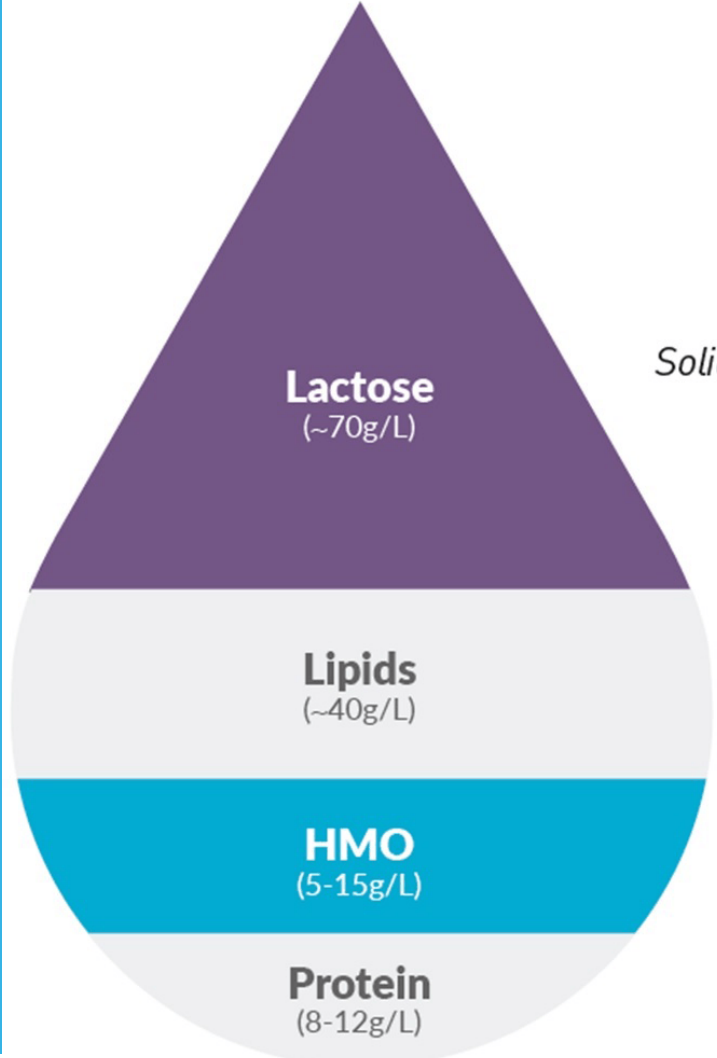 Lactose
(~70g/L)
Lipids
(~40g/L)
HMO
(5-15g/L)
Protein
(8-12g/L)